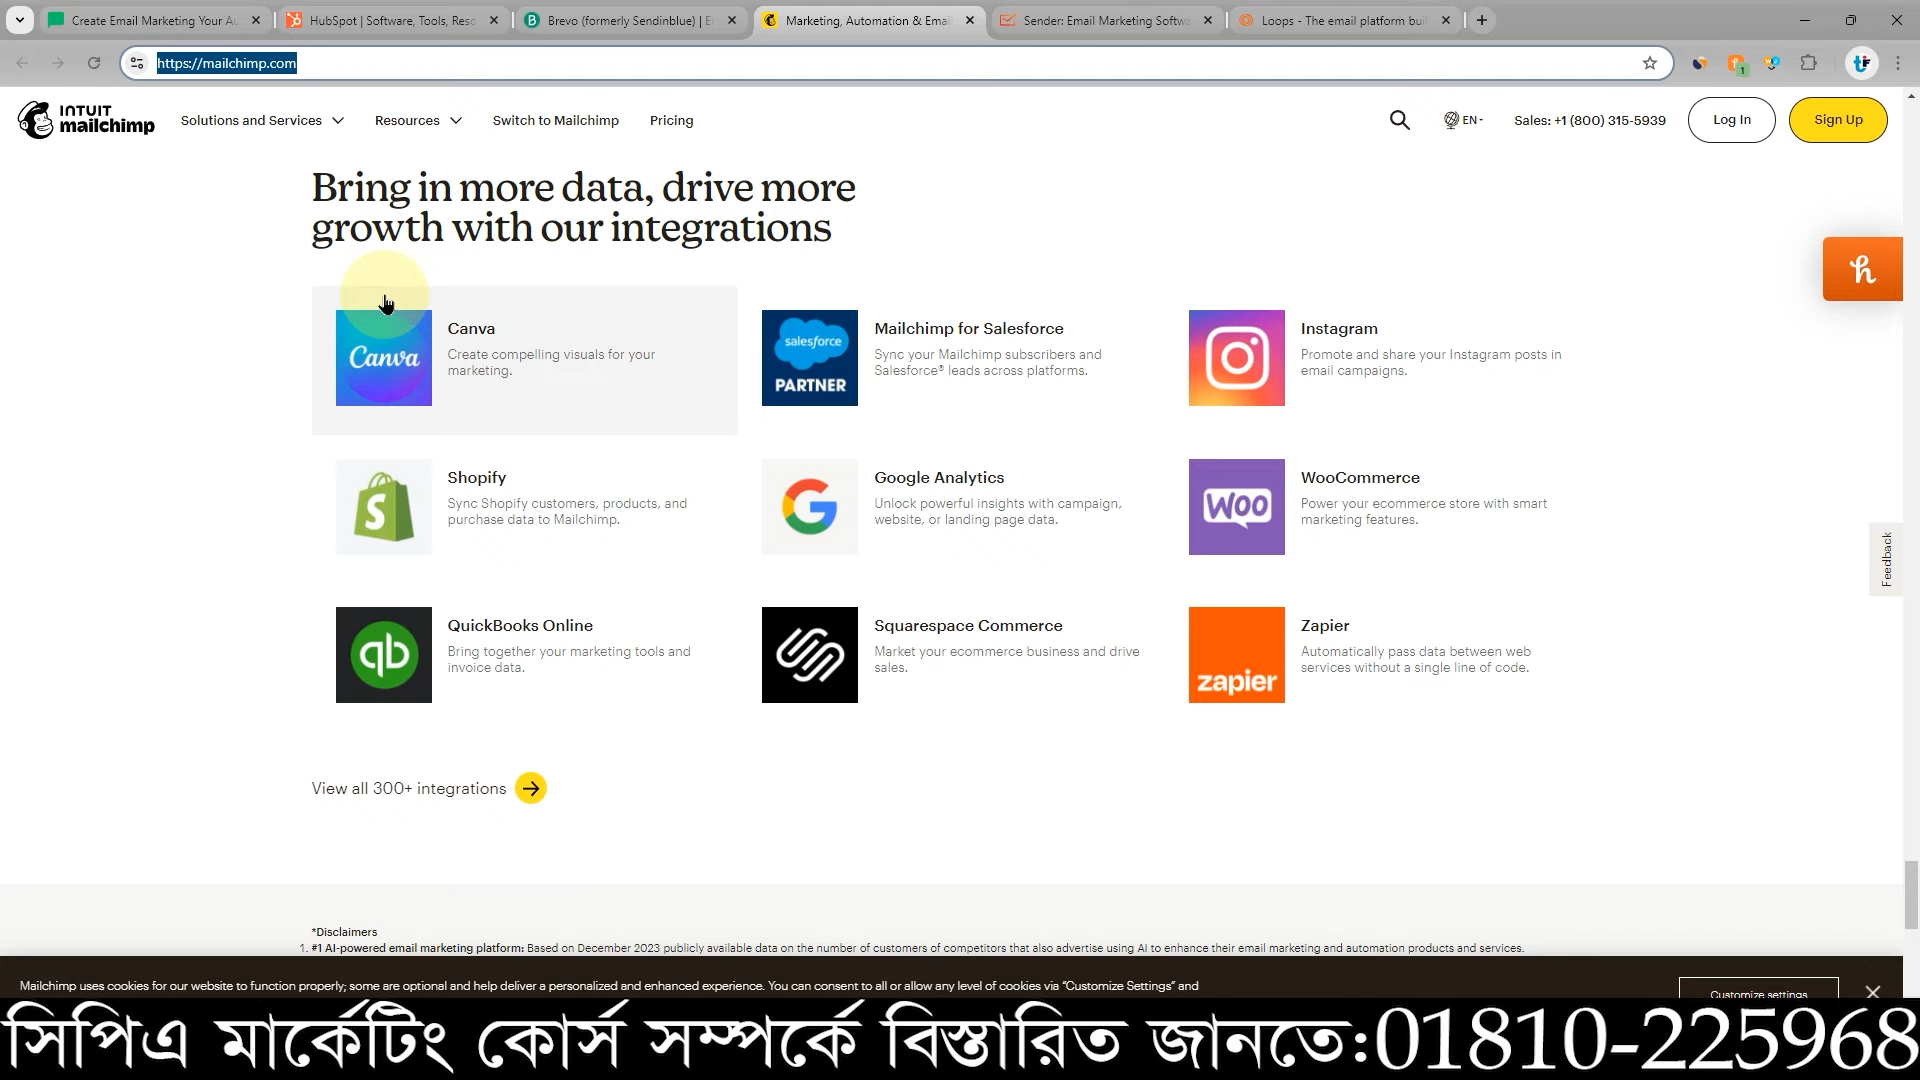 Create Email Marketing Your Au
HubSpot | Software, Tools, Reso
Brevo (formerly Sendinblue) | E
Marketing, Automation & Email
Sender: Email Marketing Softwa
Loops - The email platform buil
https://mailchimp.com
1
INTUIT
mailchimp
Solutions and Services
Resources
Switch to Mailchimp
Pricing
EN
Sales: +1 (800) 315-5939
Log In
Sign Up
Bring in more data, drive more
growth with our integrations
Canva
Canva
Create compelling visuals for your
marketing.
salesforce
PARTNER
Mailchimp for Salesforce
Sync your Mailchimp subscribers and
Salesforce® leads across platforms.
Instagram
Promote and share your Instagram posts in
email campaigns.
Shopify
Sync Shopify customers, products, and
purchase data to Mailchimp.
Google Analytics
Unlock powerful insights with campaign,
website, or landing page data.
WOO
WooCommerce
Power your ecommerce store with smart
marketing features.
Feedback
qb
QuickBooks Online
Bring together your marketing tools and
invoice data.
Squarespace Commerce
Market your ecommerce business and drive
sales.
zapier
Zapier
Automatically pass data between web
services without a single line of code.
View all 300+ integrations
*Disclaimers
1. #1 AI-powered email marketing platform: Based on December 2023 publicly available data on the number of customers of competitors that also advertise using AI to enhance their email marketing and automation products and services.
Mailchimp uses cookies for our website to function properly; some are optional and help deliver a personalized and enhanced experience. You can consent to all or allow any level of cookies via "Customize Settings" and
Customize settings
সিপিএ মার্কেটিং কোর্স সম্পর্কে বিস্তারিত জানতে:01810-225968